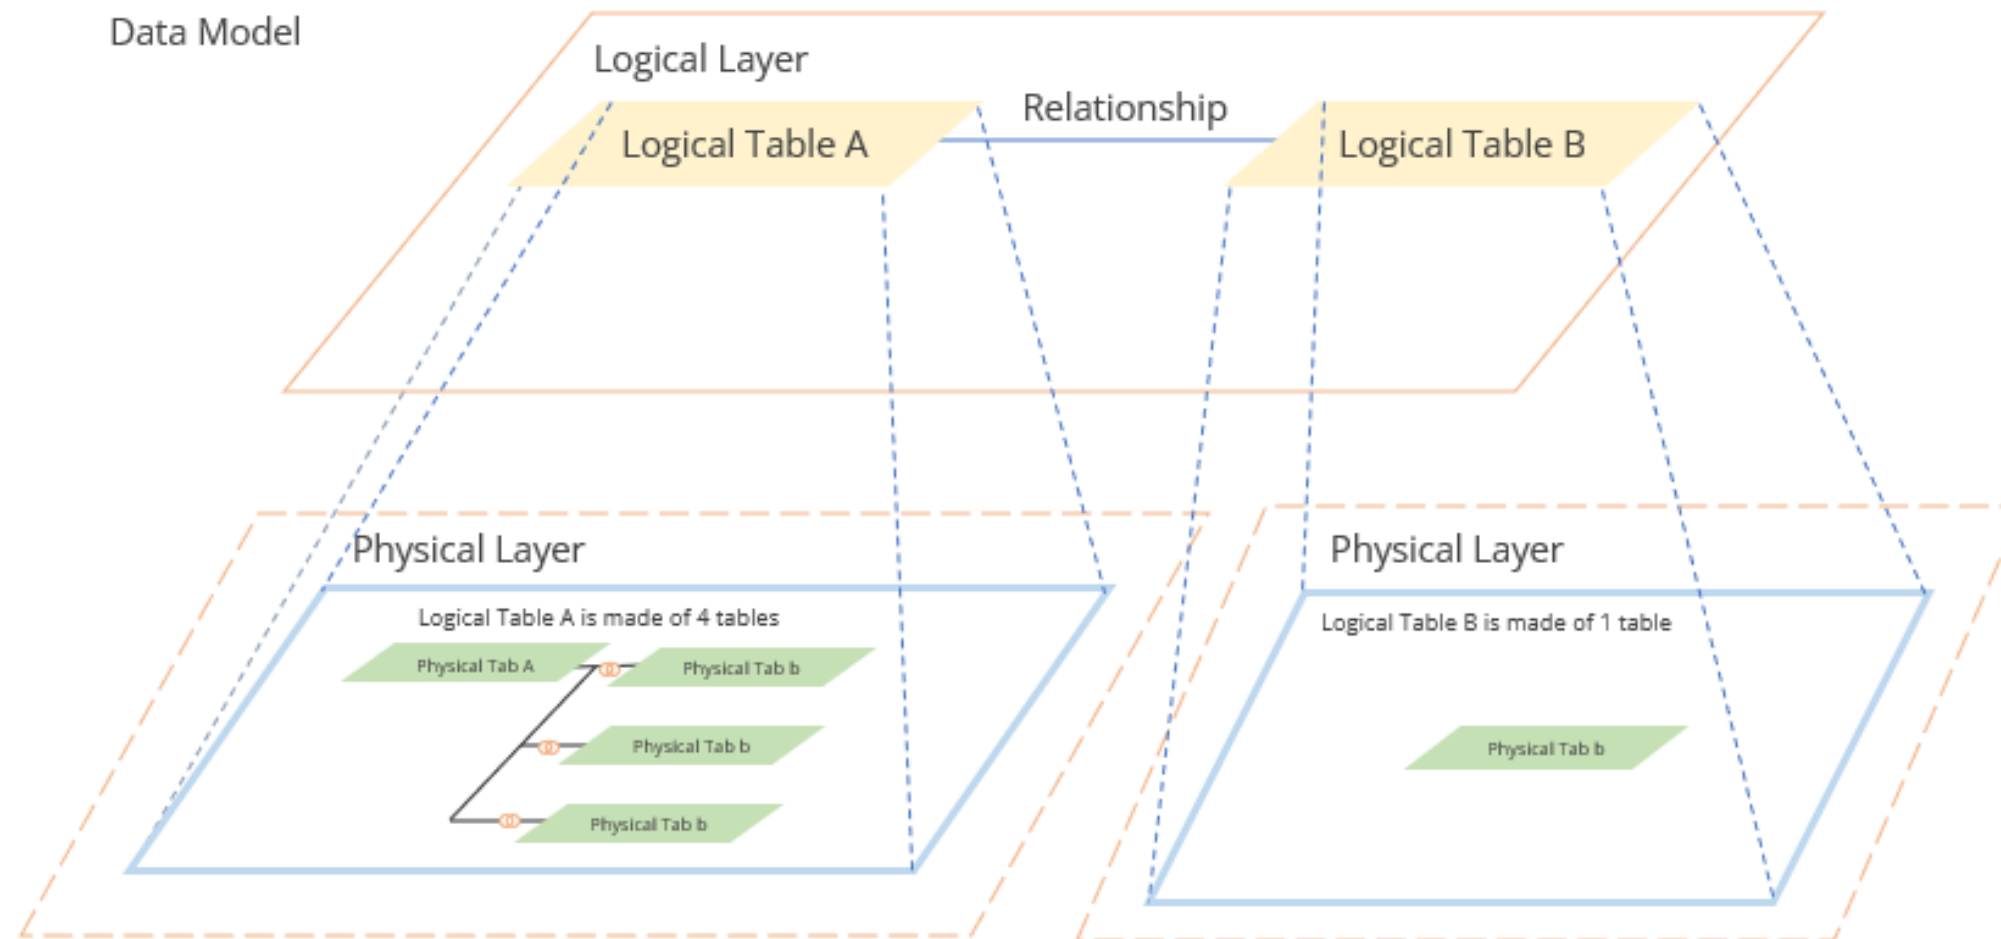 Data Model
Logical Layer
Relationship
Logical Table A
Logical Table B
Physical Layer
Logical Table A is made of 4 tables
Physical Tab A
Physical Tab b
Physical Tab b
Physical Tab b
Physical Layer
Logical Table B is made of 1 table
Physical Tab b